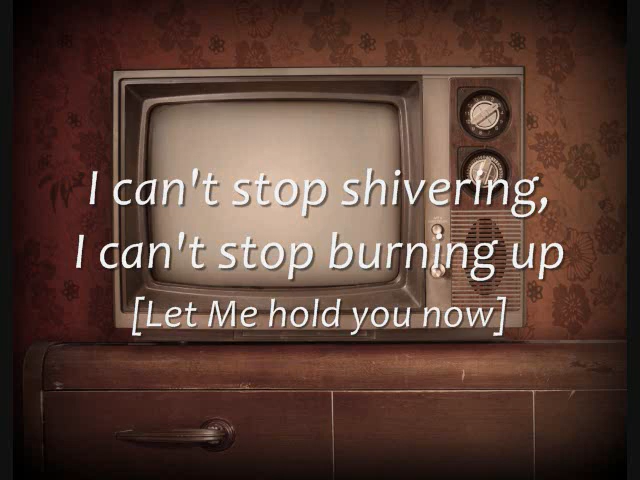 I can't stop shivering,
I can't stop burning up
[Let Me hold you now]